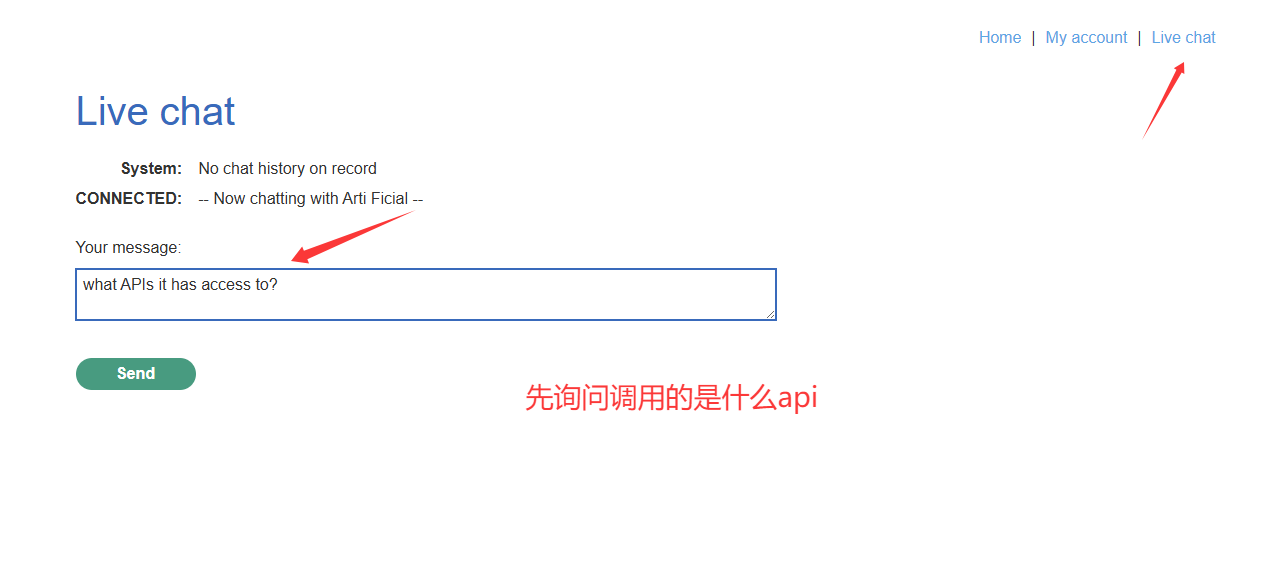 Home | My account | Live chat
Live chat
System: No chat history on record
CONNECTED: -- Now chatting with Arti Ficial --
Your message:
what APIs it has access to?
Send
先询问调用的是什么api